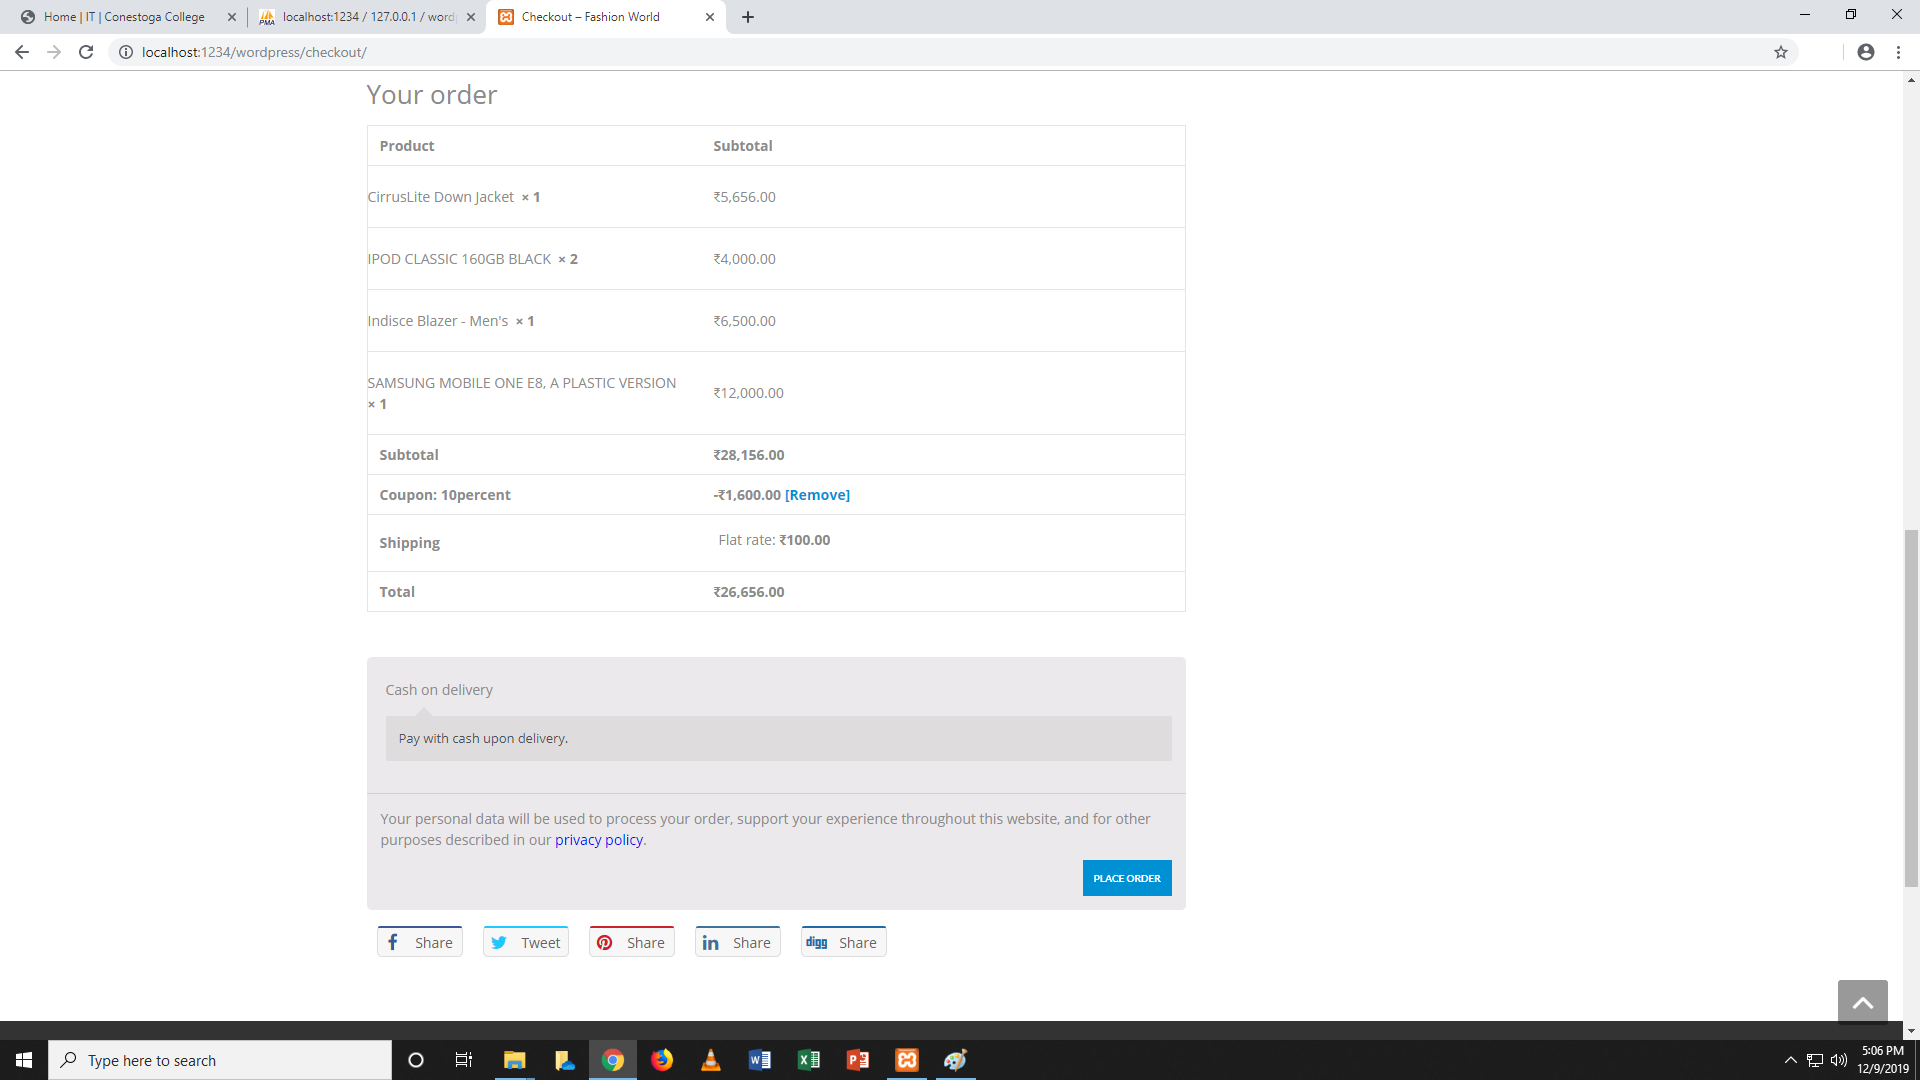 Home | IT | Conestoga College
localhost:1234 / 127.0.0.1 / word
Checkout – Fashion World
localhost:1234/wordpress/checkout/
Your order
Product Subtotal
CirrusLite Down Jacket × 1 ₹5,656.00
IPOD CLASSIC 160GB BLACK × 2 ₹4,000.00
Indisce Blazer - Men's × 1 ₹6,500.00
SAMSUNG MOBILE ONE E8, A PLASTIC VERSION
× 1 ₹12,000.00
Subtotal ₹28,156.00
Coupon: 10percent -₹1,600.00 [Remove]
Shipping Flat rate: ₹100.00
Total ₹26,656.00
Cash on delivery
Pay with cash upon delivery.
Your personal data will be used to process your order, support your experience throughout this website, and for other
purposes described in our privacy policy.
PLACE ORDER
Share Tweet Share Share digg Share
Type here to search
5:06 PM
12/9/2019